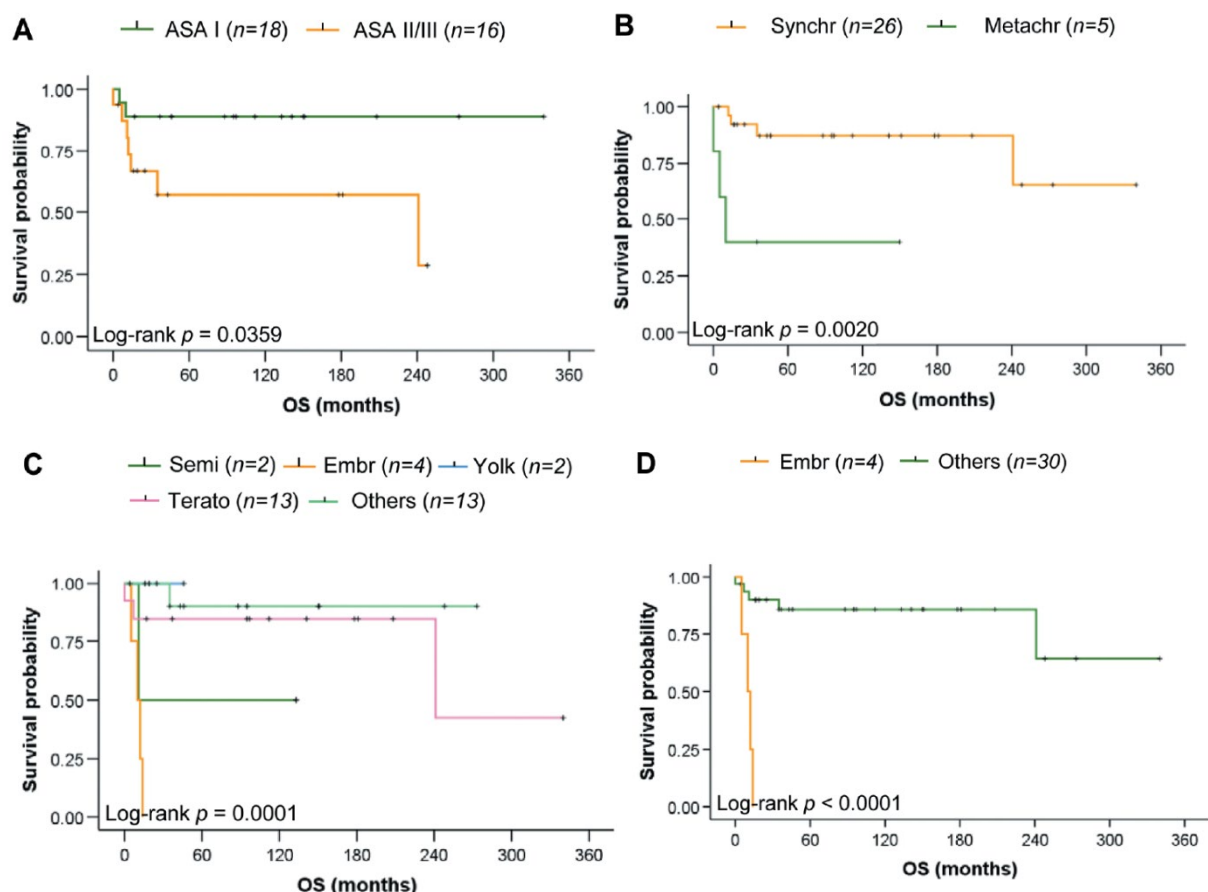 A
ASA I (n=18) ASA II/III (n=16)
1.00
0.75
0.50
0.25
0.00
Survival probability
Log-rank p = 0.0359
0 60 120 180 240 300 360
OS (months)
B
Synchr (n=26) Metachr (n=5)
1.00
0.75
0.50
0.25
0.00
Survival probability
Log-rank p = 0.0020
0 60 120 180 240 300 360
OS (months)
C
Semi (n=2) Embr (n=4) Yolk (n=2)
Terato (n=13) Others (n=13)
1.00
0.75
0.50
0.25
0.00
Survival probability
Log-rank p = 0.0001
0 60 120 180 240 300 360
OS (months)
D
Embr (n=4) Others (n=30)
1.00
0.75
0.50
0.25
0.00
Survival probability
Log-rank p < 0.0001
0 60 120 180 240 300 360
OS (months)